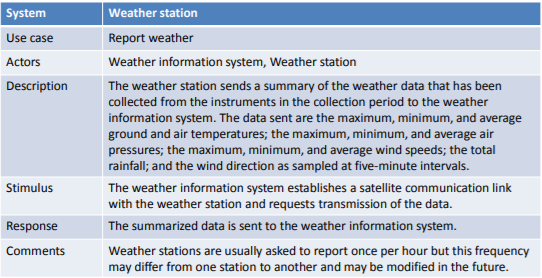 System Weather station
Use case Report weather
Actors Weather information system, Weather station
Description The weather station sends a summary of the weather data that has been
collected from the instruments in the collection period to the weather
information system. The data sent are the maximum, minimum, and average
ground and air temperatures; the maximum, minimum, and average air
pressures; the maximum, minimum, and average wind speeds; the total
rainfall; and the wind direction as sampled at five-minute intervals.
Stimulus The weather information system establishes a satellite communication link
with the weather station and requests transmission of the data.
Response The summarized data is sent to the weather information system.
Comments Weather stations are usually asked to report once per hour but this frequency
may differ from one station to another and may be modified in the future.